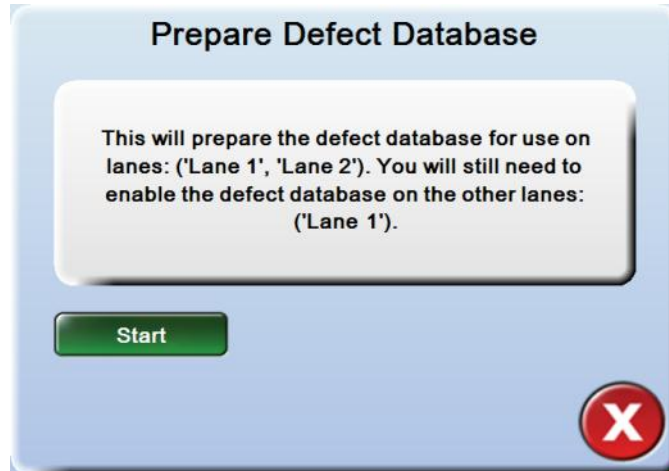 Prepare Defect Database
This will prepare the defect database for use on
lanes: ('Lane 1', 'Lane 2'). You will still need to
enable the defect database on the other lanes:
('Lane 1').
Start
X